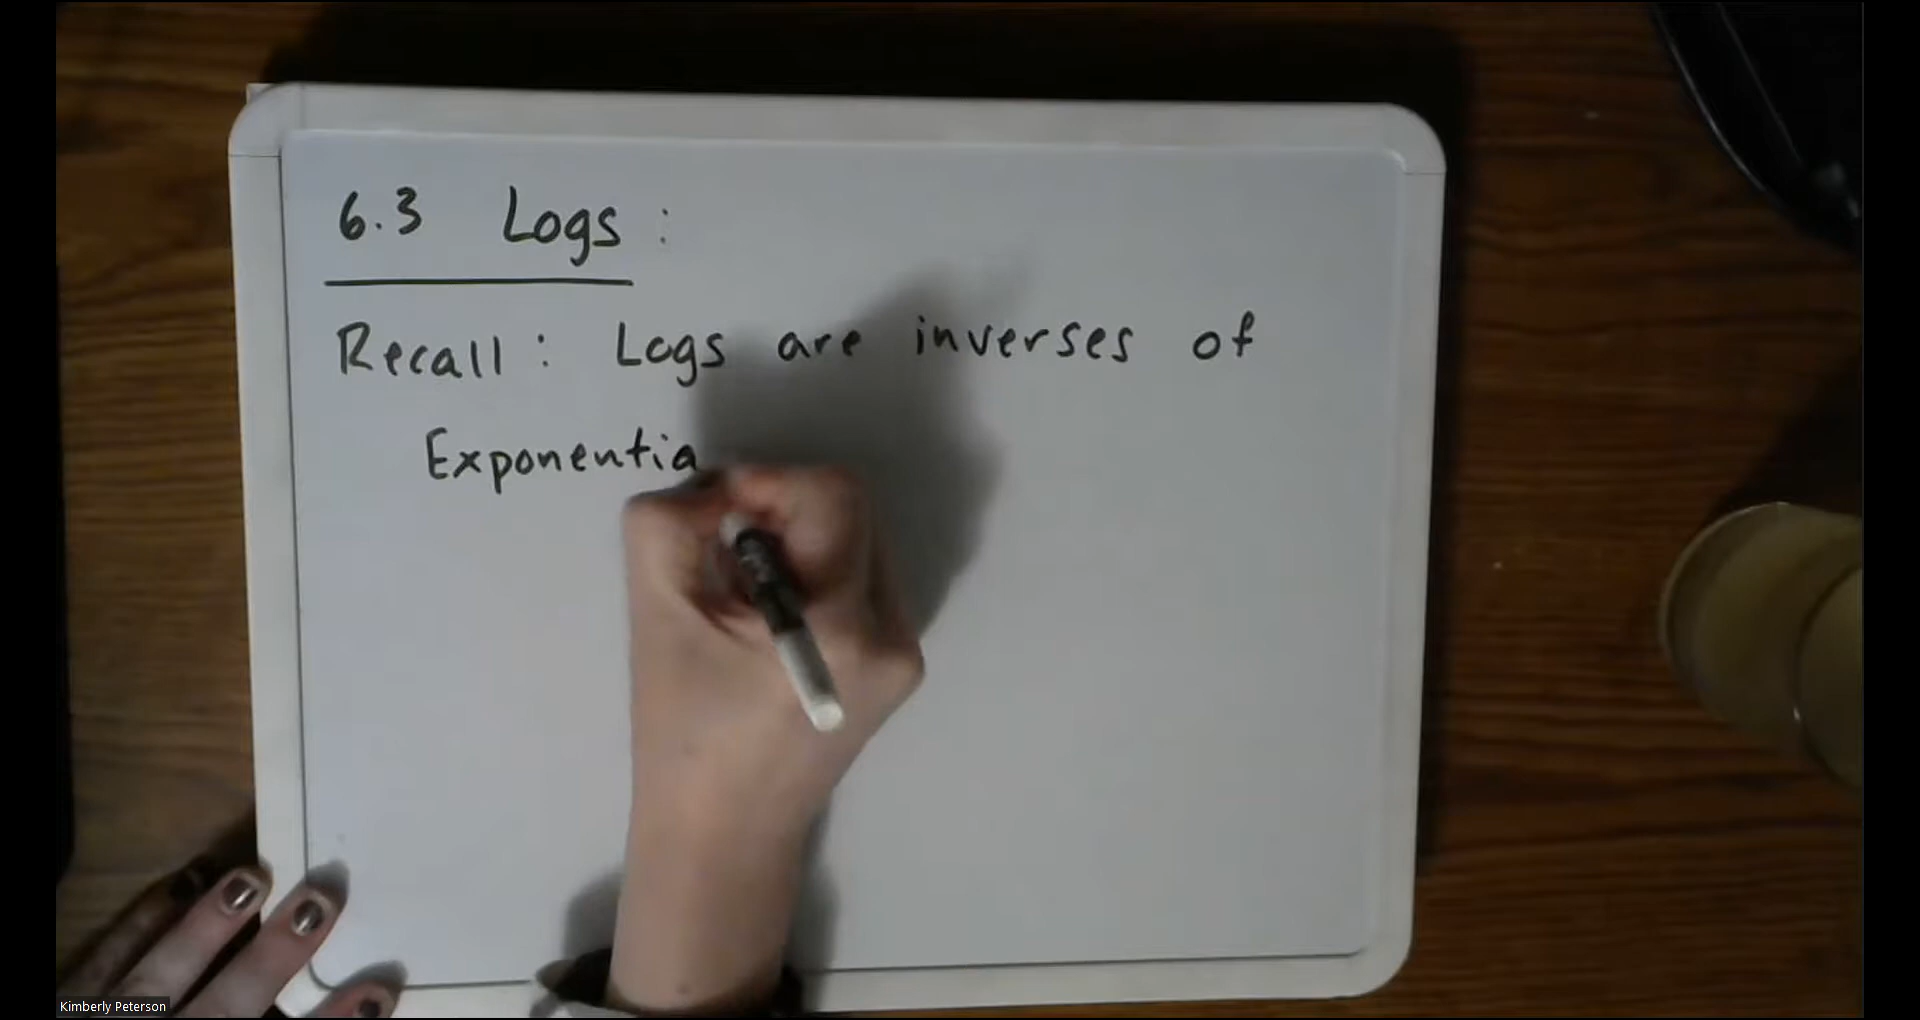 6.3 Logs :
Recall : Logs are inverses of
Exponentia
Kimberly Peterson